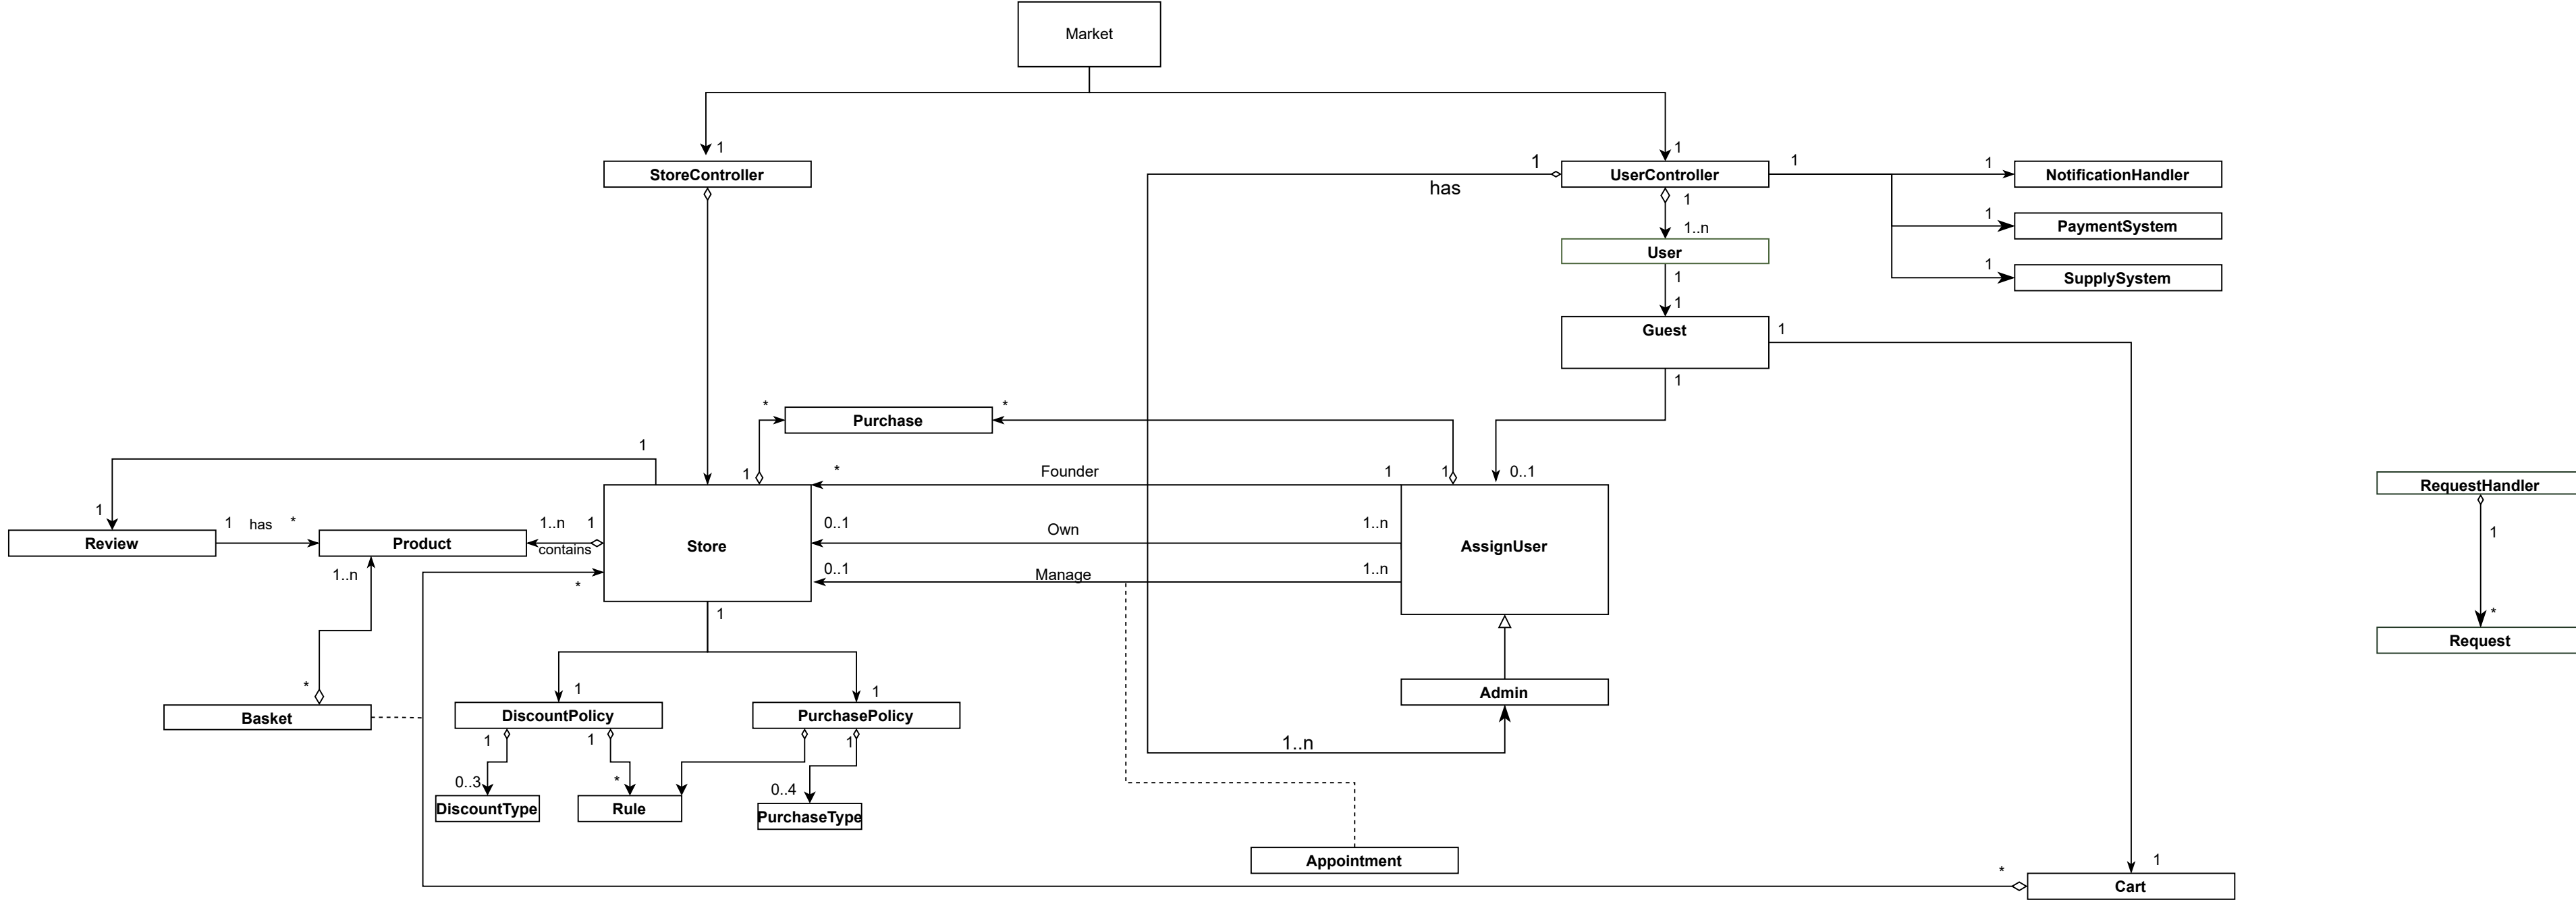 Market
1
StoreController
1
1
has
UserController
1
1
NotificationHandler
1
1..n
User
1
PaymentSystem
1
SupplySystem
1
1
Guest
1
1
*
Purchase
*
1
1
*
Founder
1
1
0..1
RequestHandler
1
Review
1
has
*
Product
1..n
1
contains
Store
0..1
Own
1..n
AssignUser
1
1..n
*
0..1
Manage
1..n
1
*
Request
*
Basket
1
DiscountPolicy
1
PurchasePolicy
Admin
1
1
1
1..n
0..3
DiscountType
*
Rule
0..4
PurchaseType
Appointment
*
1
Cart